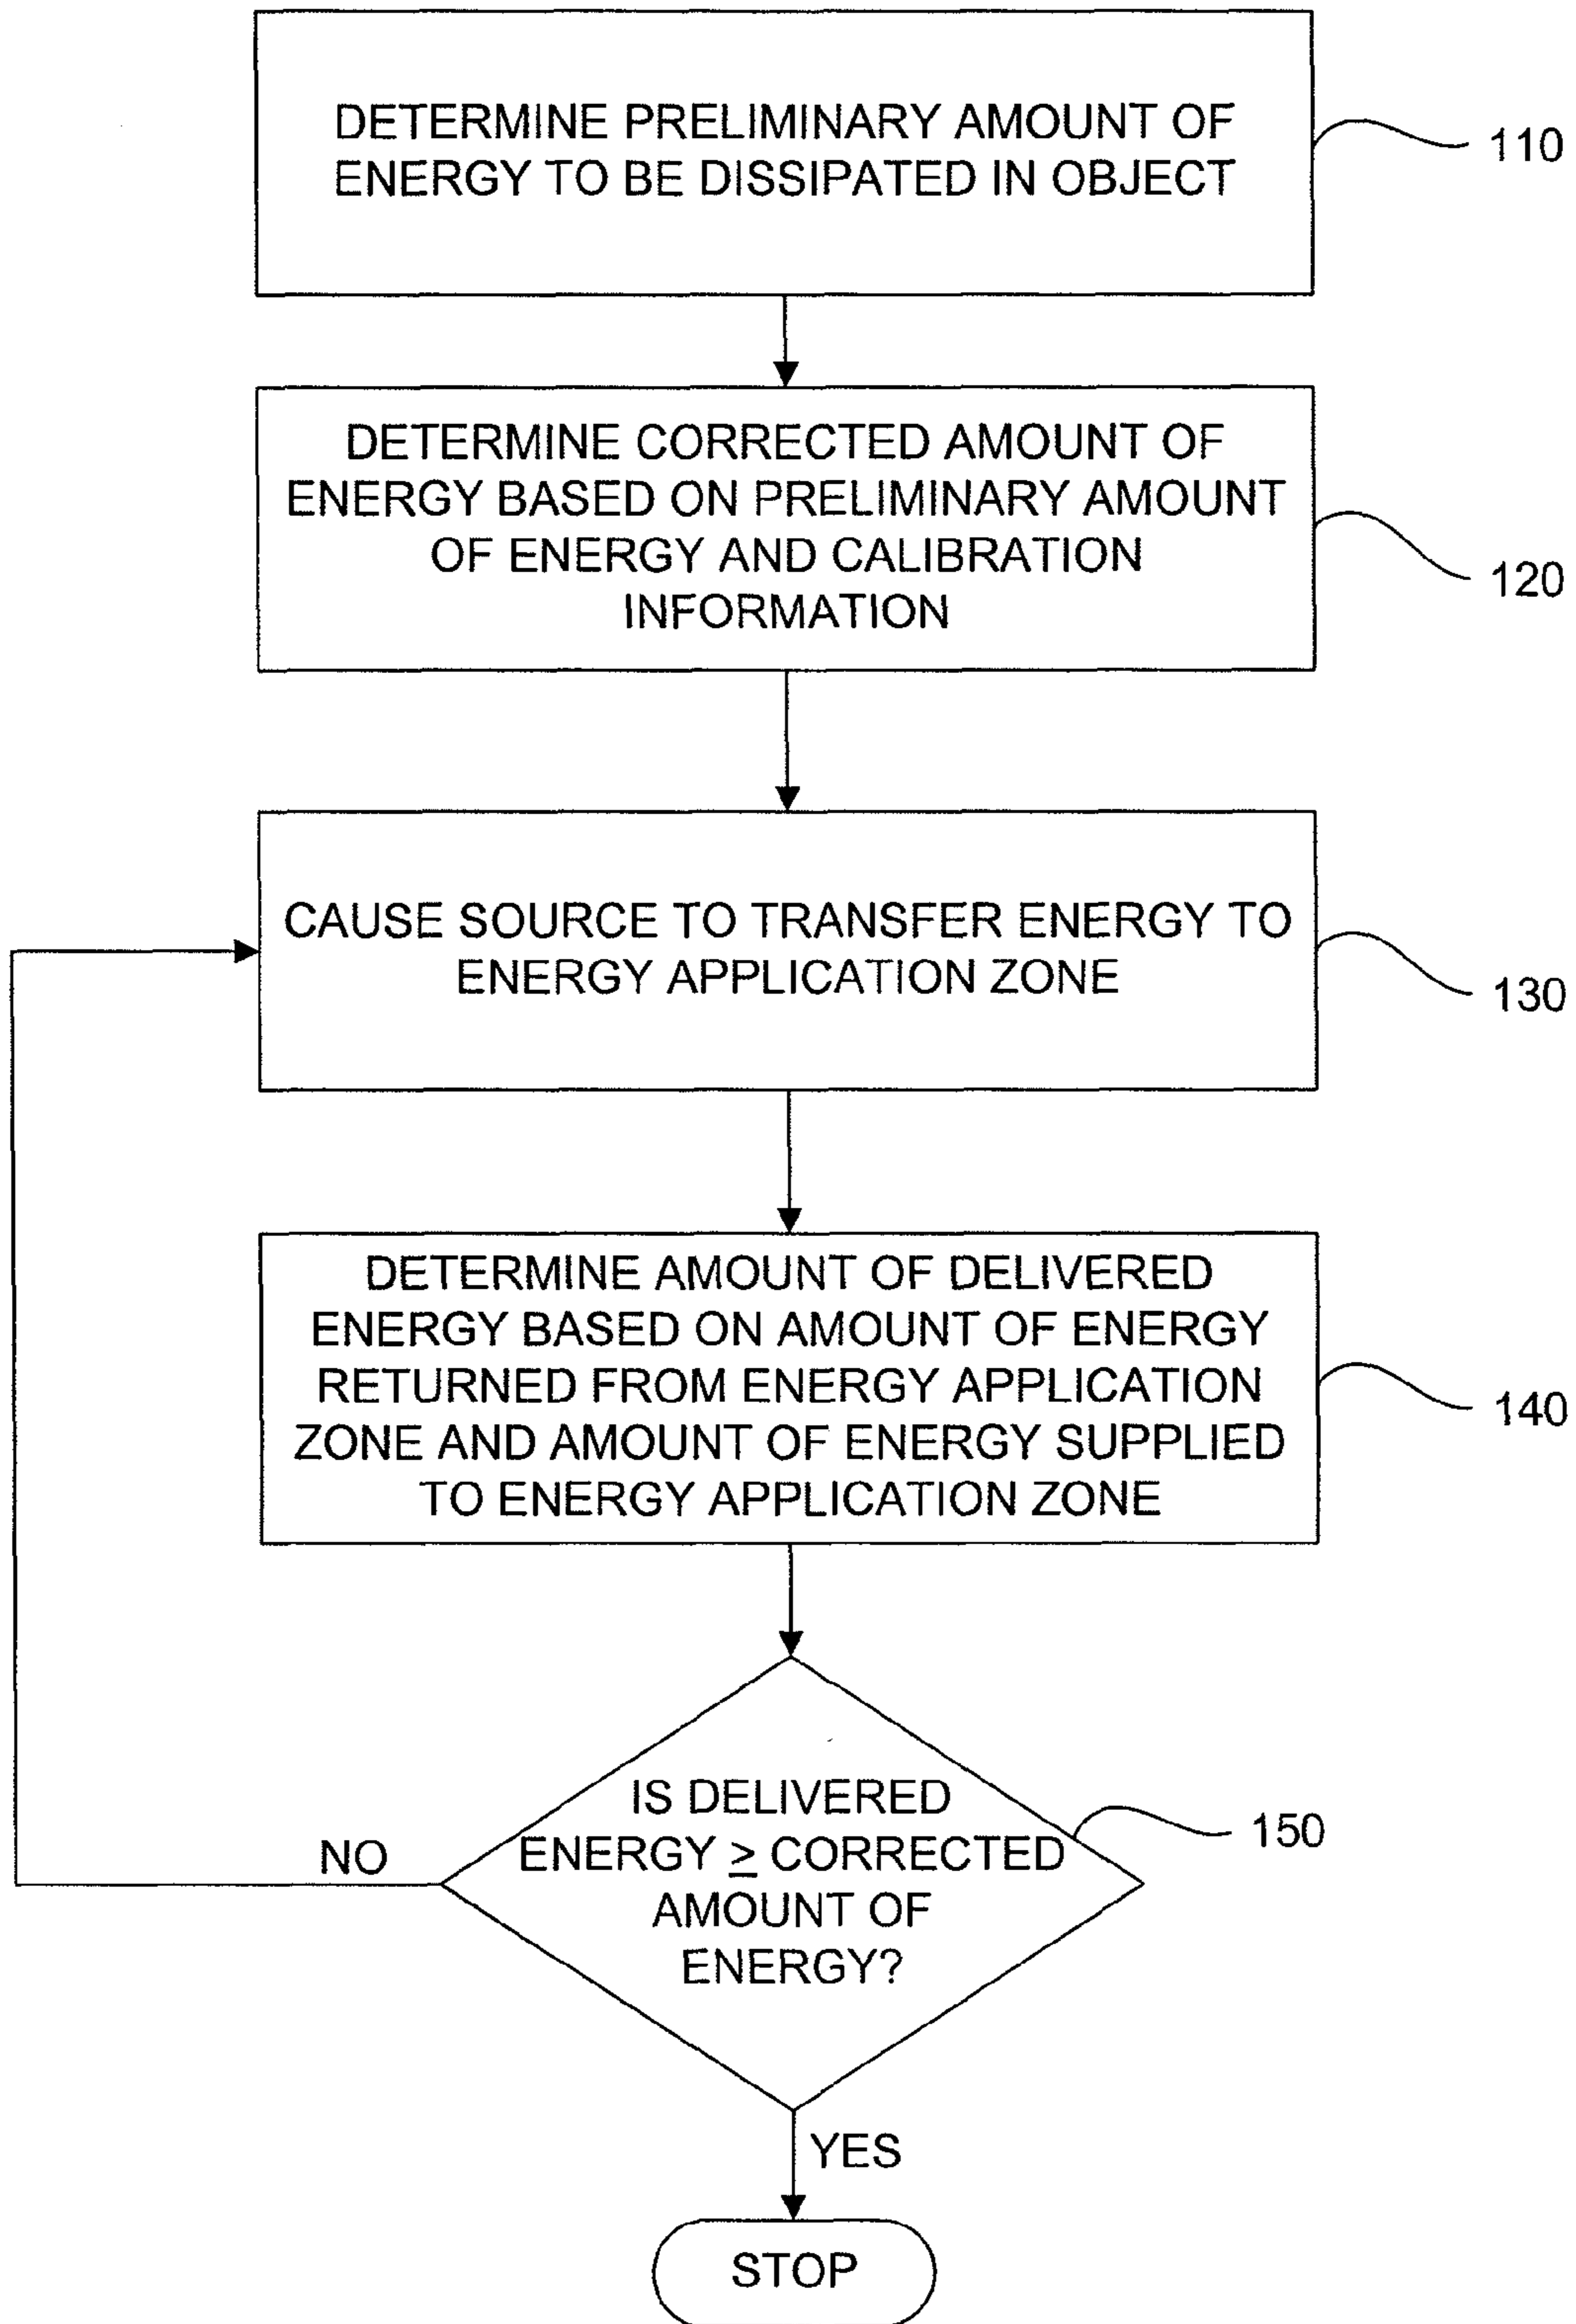 DETERMINE PRELIMINARY AMOUNT OF
ENERGY TO BE DISSIPATED IN OBJECT
110
DETERMINE CORRECTED AMOUNT OF
ENERGY BASED ON PRELIMINARY AMOUNT
OF ENERGY AND CALIBRATION
INFORMATION
120
CAUSE SOURCE TO TRANSFER ENERGY TO
ENERGY APPLICATION ZONE
130
DETERMINE AMOUNT OF DELIVERED
ENERGY BASED ON AMOUNT OF ENERGY
RETURNED FROM ENERGY APPLICATION
ZONE AND AMOUNT OF ENERGY SUPPLIED
TO ENERGY APPLICATION ZONE
140
IS DELIVERED
ENERGY ≥ CORRECTED
AMOUNT OF
ENERGY?
150
NO
YES
STOP